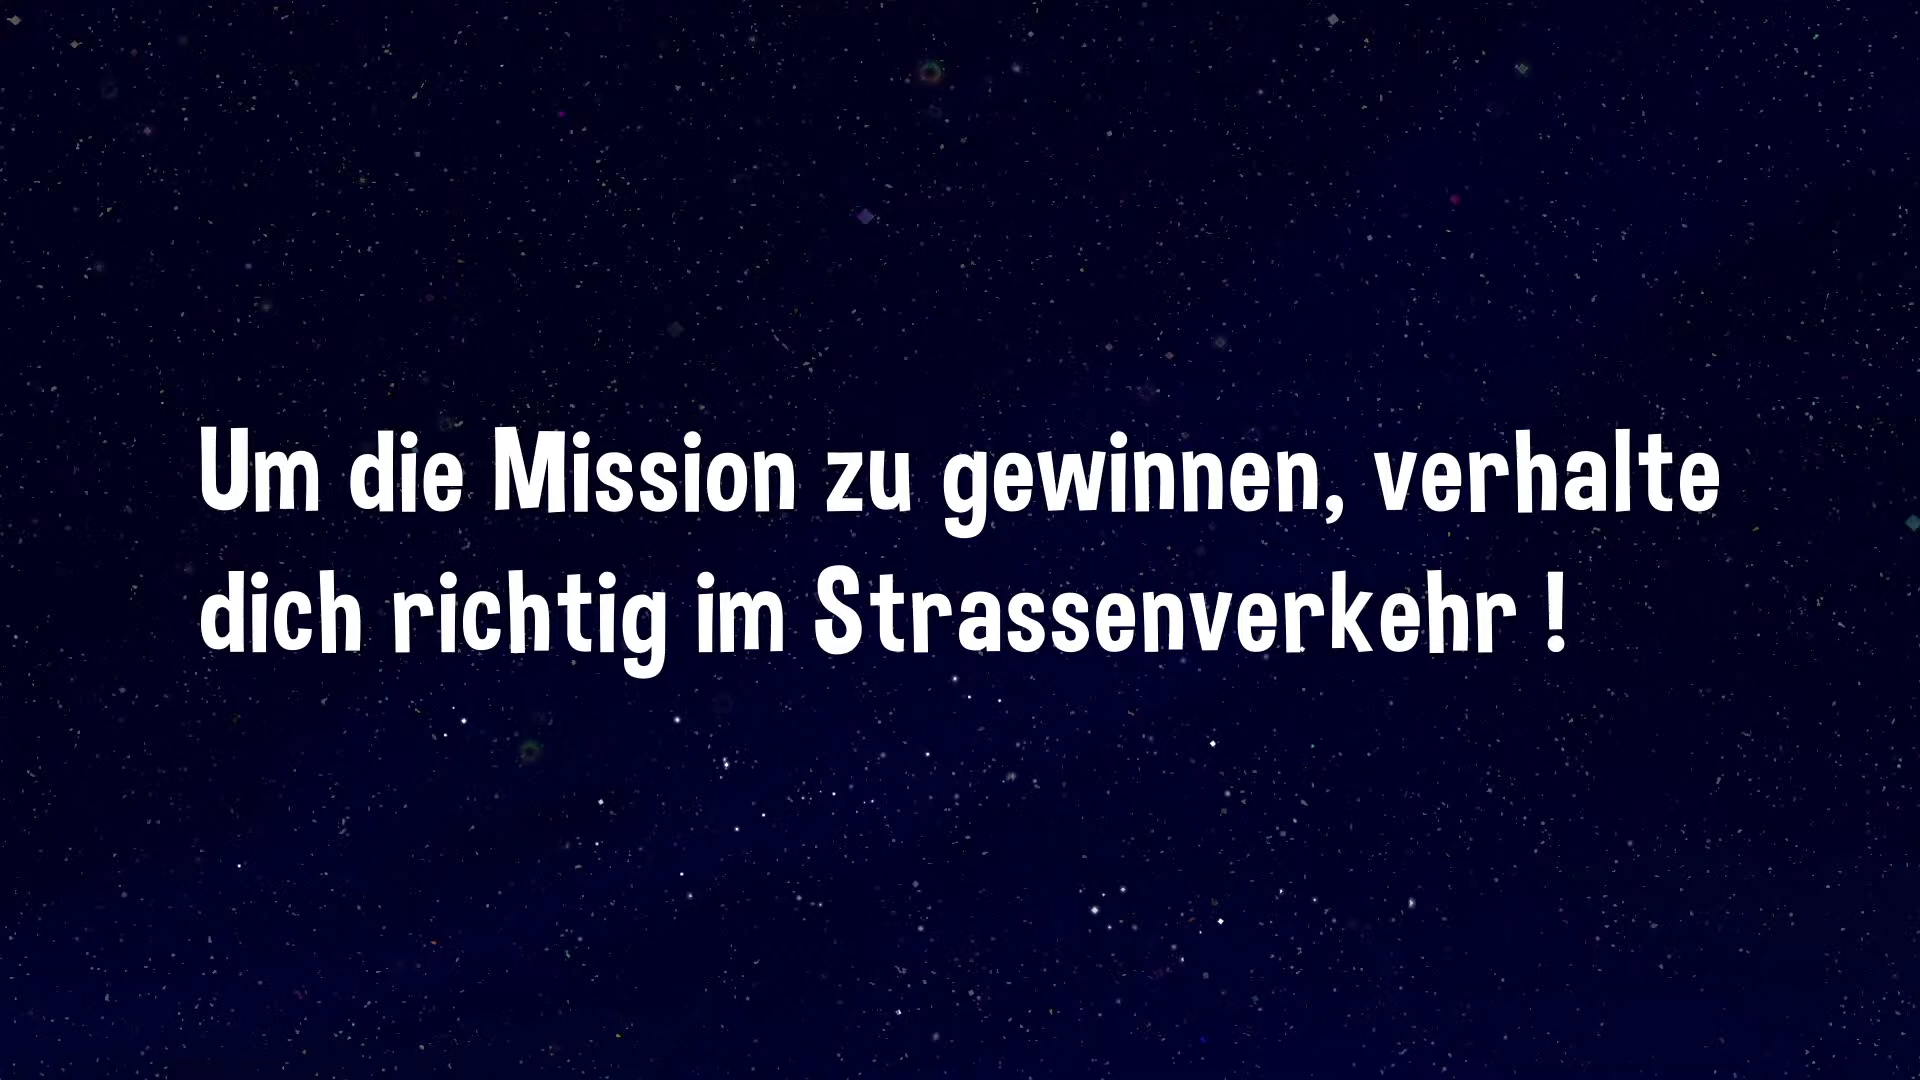 Um die Mission zu gewinnen, verhalte
dich richtig im Strassenverkehr !